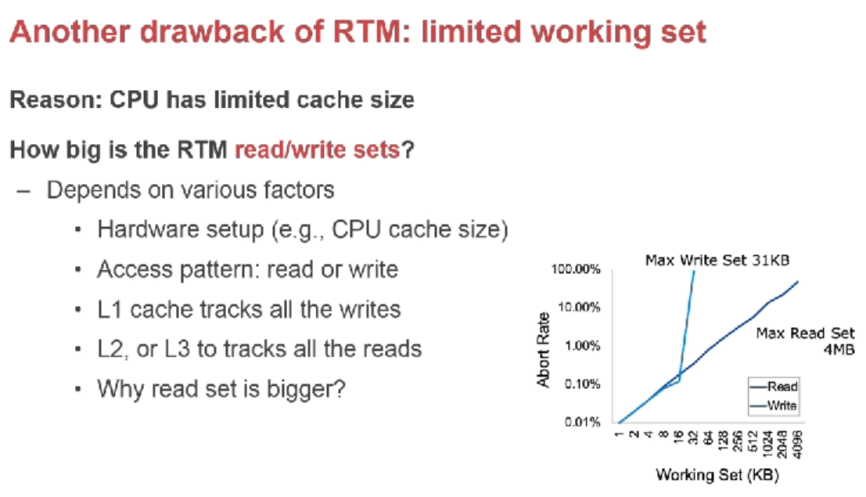 Another drawback of RTM: limited working set
Reason: CPU has limited cache size
How big is the RTM read/write sets?
– Depends on various factors
• Hardware setup (e.g., CPU cache size)
• Access pattern: read or write
• L1 cache tracks all the writes
• L2, or L3 to tracks all the reads
• Why read set is bigger?
Max Write Set 31KB
100.00%
10.00%
1.00%
0.10%
0.01%
Abort Rate
Max Read Set
4MB
Read
Write
1 2 4 8 16 32 64 128 256 512 1024 2048 4096
Working Set (KB)